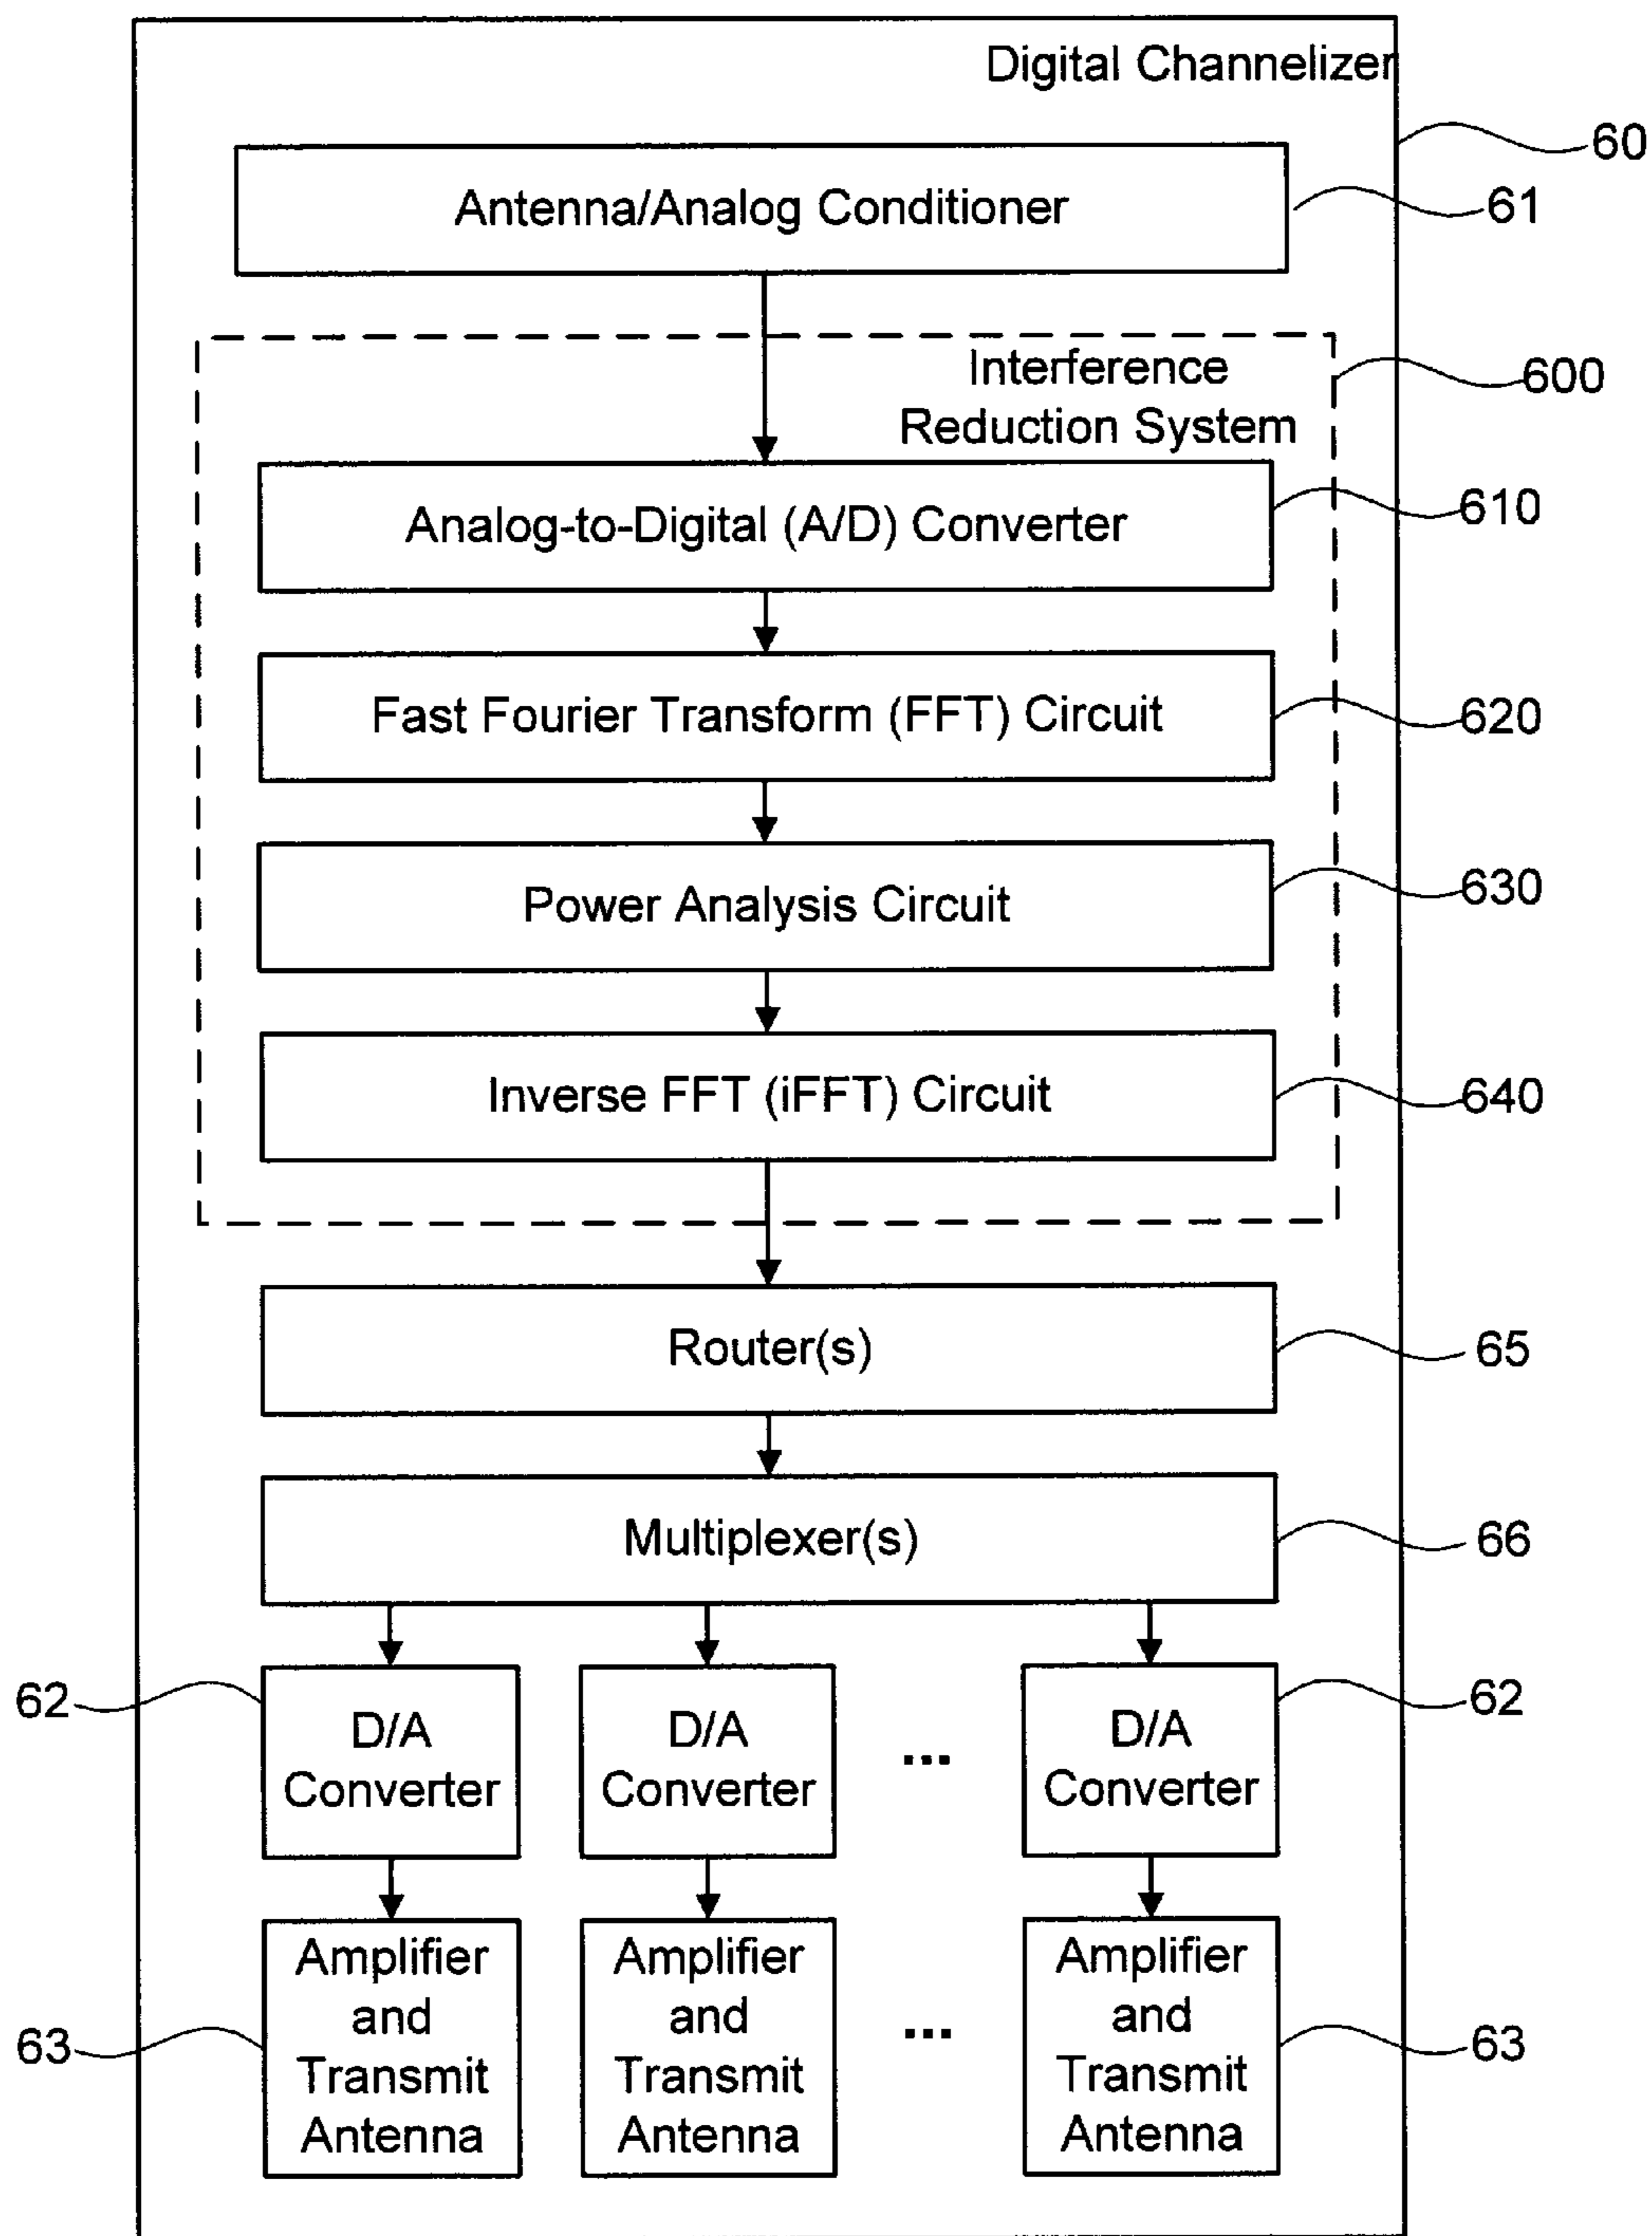 Digital Channelizer
60
Antenna/Analog Conditioner
61
Interference
Reduction System
600
Analog-to-Digital (A/D) Converter
610
Fast Fourier Transform (FFT) Circuit
620
Power Analysis Circuit
630
Inverse FFT (iFFT) Circuit
640
Router(s)
65
Multiplexer(s)
66
62
D/A
Converter
D/A
Converter
...
D/A
Converter
62
63
Amplifier
and
Transmit
Antenna
Amplifier
and
Transmit
Antenna
...
Amplifier
and
Transmit
Antenna
63